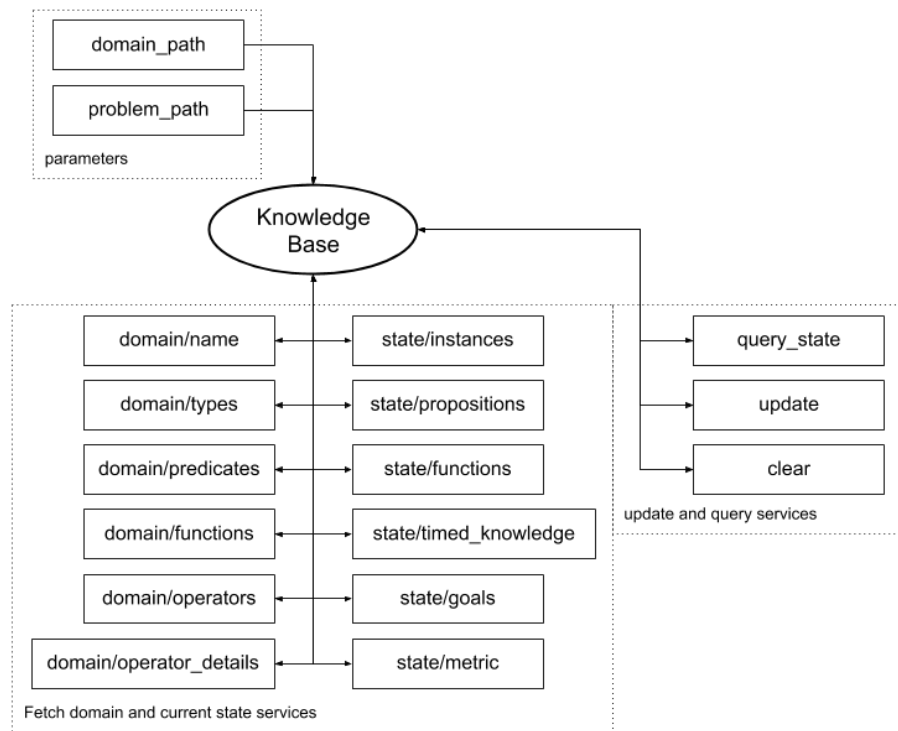 domain_path
problem_path
parameters
Knowledge
Base
domain/name
state/instances
domain/types
state/propositions
domain/predicates
state/functions
domain/functions
state/timed_knowledge
domain/operators
state/goals
domain/operator_details
state/metric
Fetch domain and current state services
query_state
update
clear
update and query services